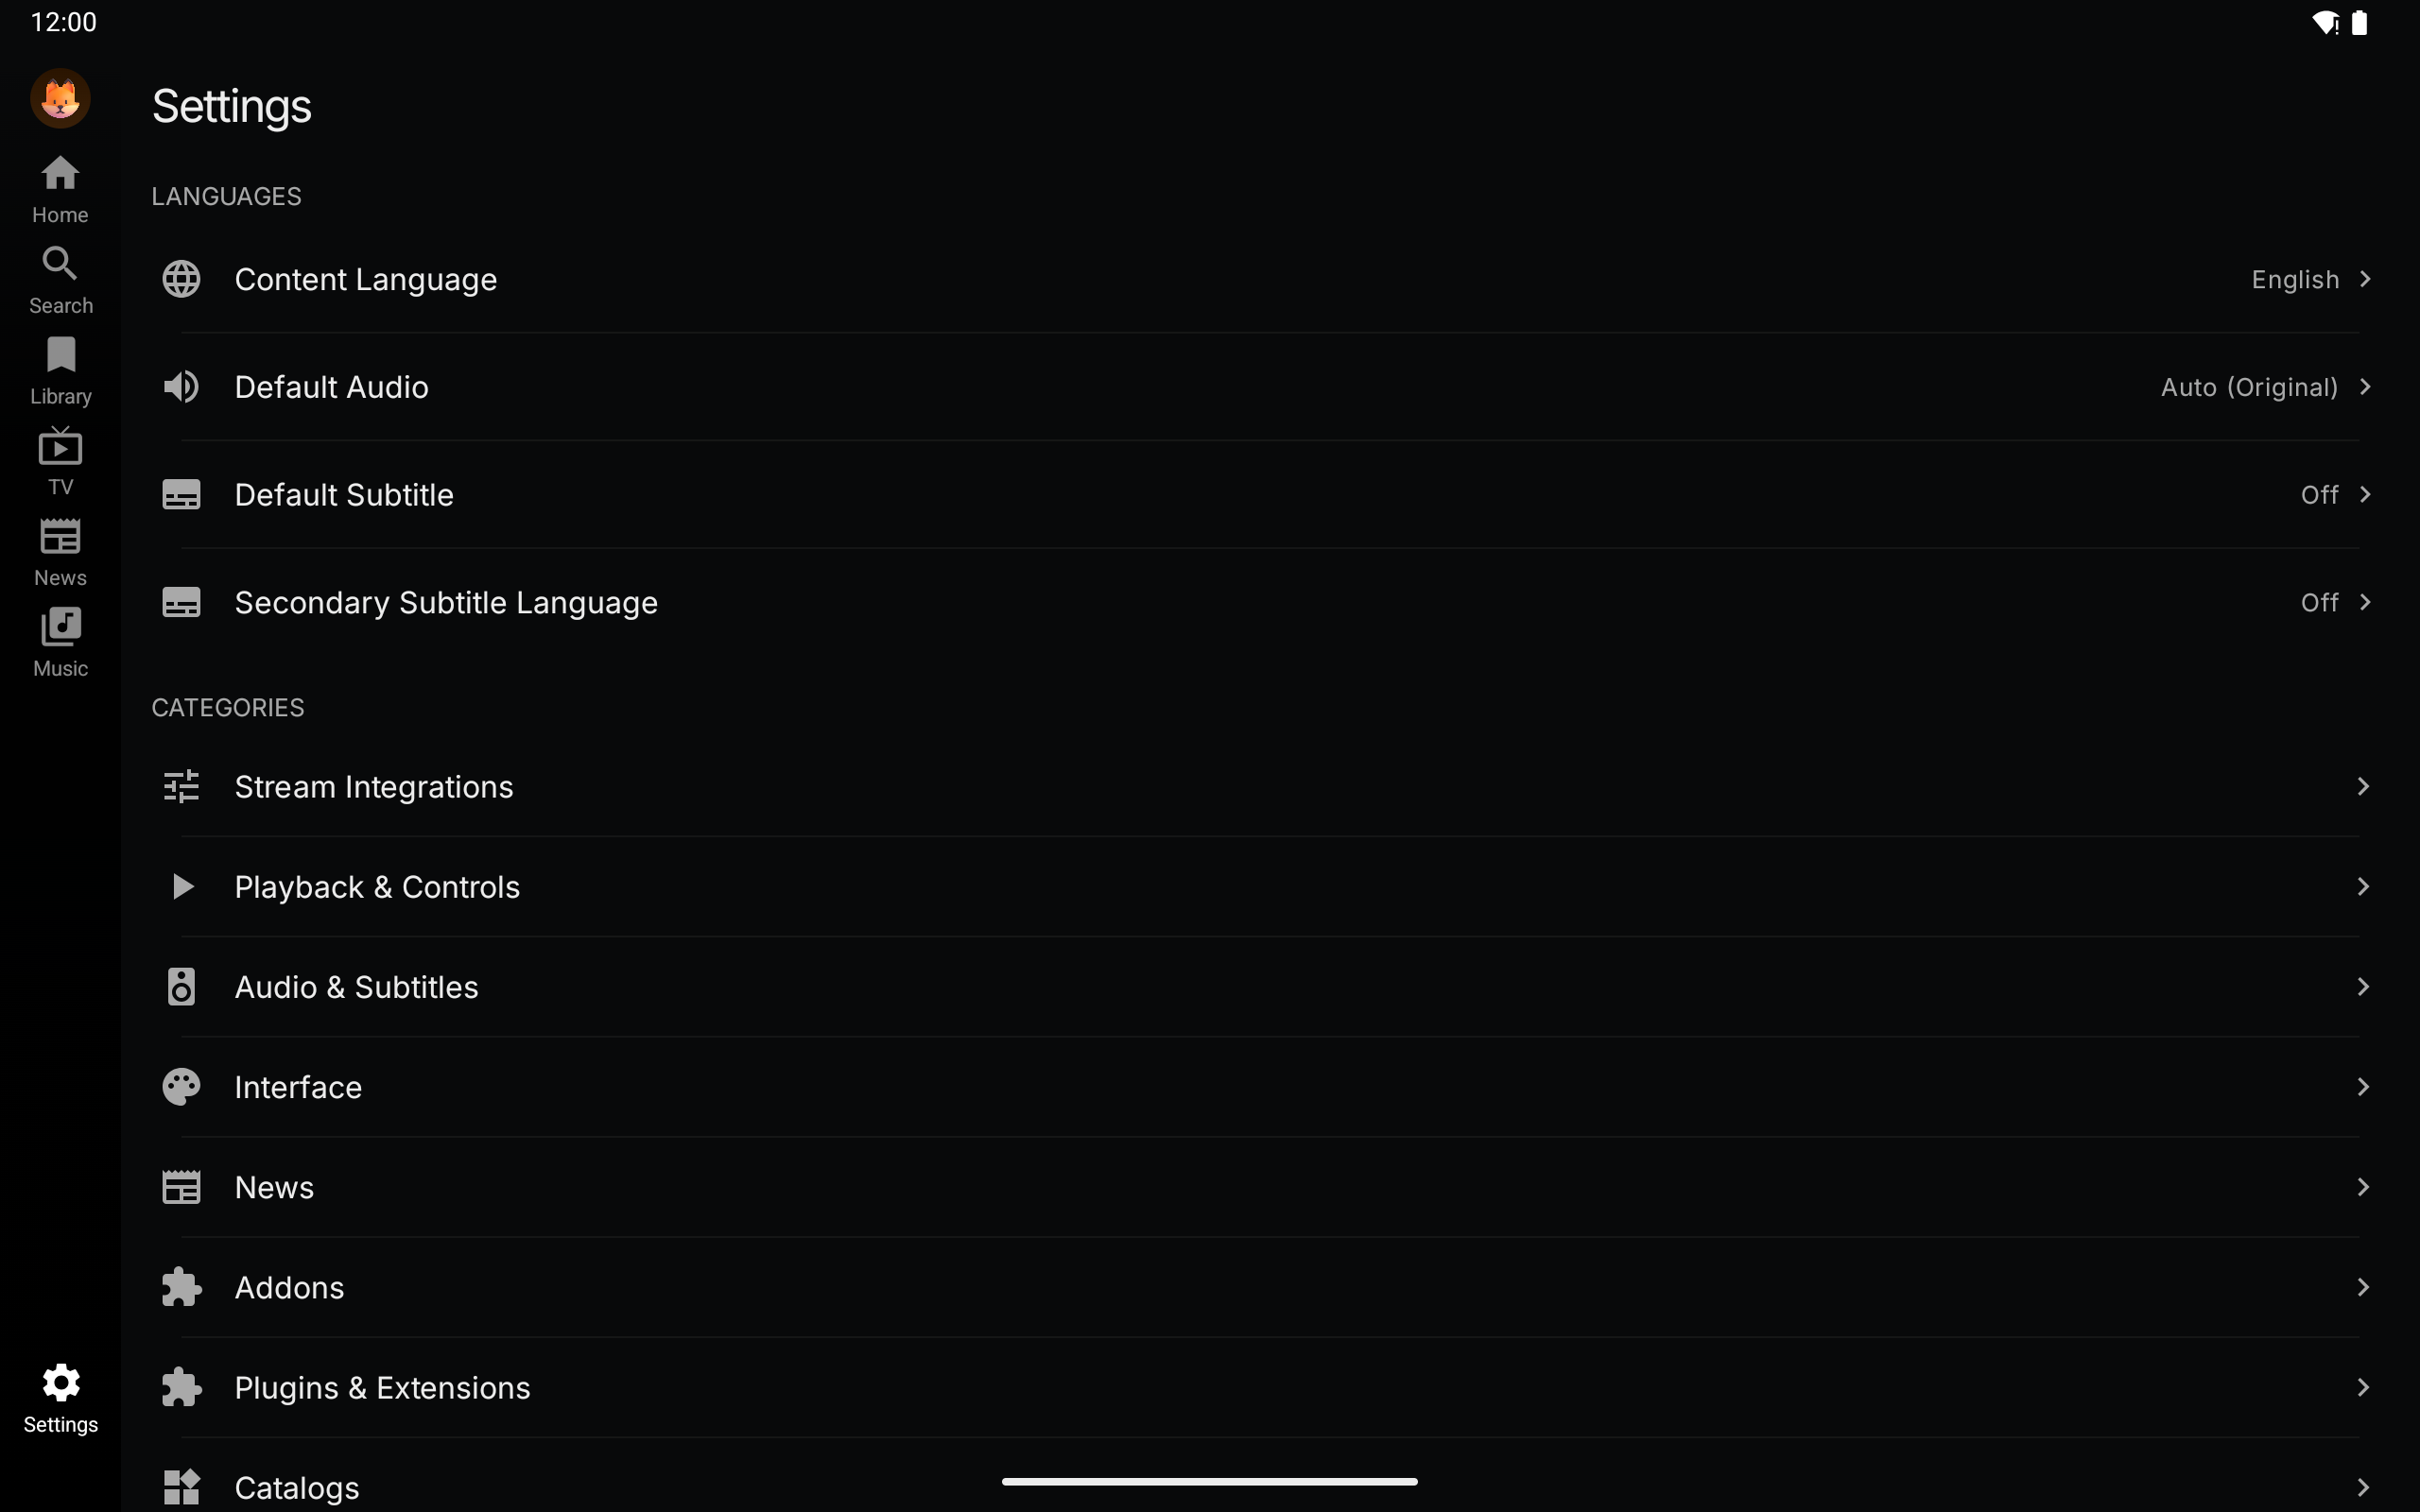 12:00
Settings
LANGUAGES
Content Language
English
Default Audio
Auto (Original)
Default Subtitle
Off
Secondary Subtitle Language
Off
CATEGORIES
Stream Integrations
Playback & Controls
Audio & Subtitles
Interface
News
Addons
Plugins & Extensions
Catalogs
Home
Search
Library
TV
News
Music
Settings